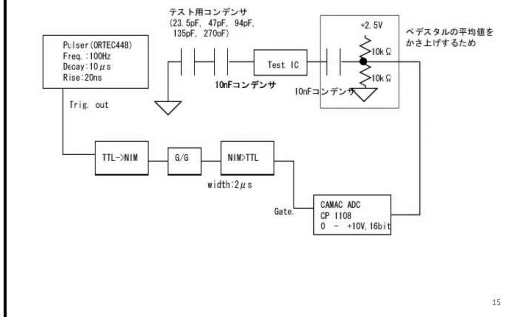 テスト用コンデンサ
(23.5pF, 47pF, 94pF,
135pF, 270oF)
Pulser(ORTEC448)
Freq. :100Hz
Decay:10μs
Rise:20ns
Trig. out
10nFコンデンサ
Test IC
10nFコンデンサ
+2.5V
10kΩ
10kΩ
ペデスタルの平均値を
かさ上げするため
TTL->NIM
G/G
NIM>TTL
width:2μs
Gate.
CAMAC ADC
CP 1108
0 - +10V, 16bit
15